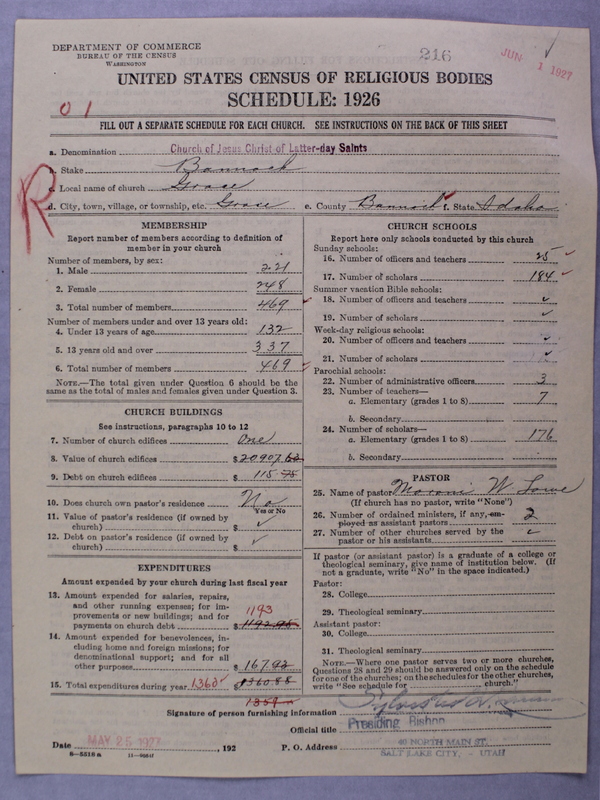 DEPARTMENT OF COMMERCE
BUREAU OF THE CENSUS
WASHINGTON
216
JUN 1 1927
UNITED STATES CENSUS OF RELIGIOUS BODIES
SCHEDULE: 1926
01
FILL OUT A SEPARATE SCHEDULE FOR EACH CHURCH. SEE INSTRUCTIONS ON THE BACK OF THIS SHEET
R
a. Denomination Church of Jesus Christ of Latter-day Saints
b. Stake Bannock
c. Local name of church Grace
d. City, town, village, or township, etc. Grace e. County Bannock f. State Idaho
MEMBERSHIP
Report number of members according to definition of
member in your church
Number of members, by sex:
1. Male 221
2. Female 248
3. Total number of members 469
Number of members under and over 13 years old:
4. Under 13 years of age 132
5. 13 years old and over 337
6. Total number of members 469
NOTE.—The total given under Question 6 should be
the same as the total of males and females given under Question 3.
CHURCH BUILDINGS
See instructions, paragraphs 10 to 12
7. Number of church edifices One
8. Value of church edifices $20907.62
9. Debt on church edifices $115.75
10. Does church own pastor's residence? No
Yes or No
11. Value of pastor's residence (if owned by
church) $ ✓
12. Debt on pastor's residence (if owned by
church) $ ✓
EXPENDITURES
Amount expended by your church during last fiscal year
13. Amount expended for salaries, repairs,
and other running expenses; for im-
provements or new buildings; and for 1193
payments on church debt $1192.95
14. Amount expended for benevolences, in-
cluding home and foreign missions; for
denominational support; and for all
other purposes $167.93
15. Total expenditures during year 1360 $1360.88
1359
CHURCH SCHOOLS
Report here only schools conducted by this church
Sunday schools:
16. Number of officers and teachers 25
17. Number of scholars 184
Summer vacation Bible schools:
18. Number of officers and teachers ✓
19. Number of scholars ✓
Week-day religious schools:
20. Number of officers and teachers ✓
21. Number of scholars ✓
Parochial schools:
22. Number of administrative officers 3
23. Number of teachers—
a. Elementary (grades 1 to 8) 7
b. Secondary
24. Number of scholars—
a. Elementary (grades 1 to 8) 176
b. Secondary
PASTOR
25. Name of pastor Moroni W Lowe
(If church has no pastor, write "None")
26. Number of ordained ministers, if any, em-
ployed as assistant pastors 2
27. Number of other churches served by the
pastor or his assistants ✓
If pastor (or assistant pastor) is a graduate of a college or
theological seminary, give name of institution below. (If
not a graduate, write "No" in the space indicated.)
Pastor:
28. College
29. Theological seminary
Assistant pastor:
30. College
31. Theological seminary
NOTE.—Where one pastor serves two or more churches,
Questions 28 and 29 should be answered only on the schedule
for one of the churches; on the schedules for the other churches,
write "See schedule for church."
Signature of person furnishing information
Official title Presiding Bishop
Date MAY 25 1927, 192 P. O. Address 40 NORTH MAIN ST.
SALT LAKE CITY, - UTAH
8—5518a